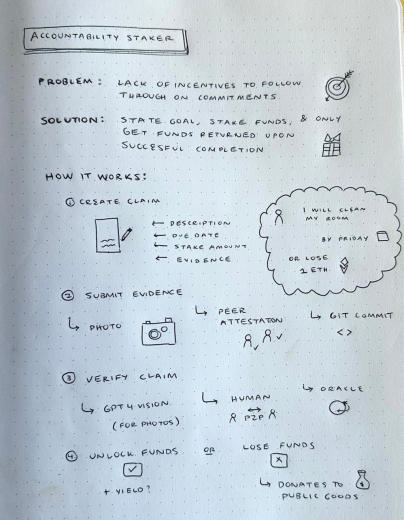 ACCOUNTABILITY STAKER
PROBLEM: LACK OF INCENTIVES TO FOLLOW
THROUGH ON COMMITMENTS
SOLUTION: STATE GOAL, STAKE FUNDS, & ONLY
GET FUNDS RETURNED UPON
SUCCESFUL COMPLETION
HOW IT WORKS:
① CREATE CLAIM
← DESCRIPTION
← DUE DATE
← STAKE AMOUNT
← EVIDENCE
I WILL CLEAN
MY ROOM
BY FRIDAY
OR LOSE
1 ETH
② SUBMIT EVIDENCE
↳ PHOTO
↳ PEER
ATTESTATON
↳ GIT COMMIT
<>
③ VERIFY CLAIM
↳ GPT 4 VISION
(FOR PHOTOS)
↳ HUMAN
P2P
↳ ORACLE
④ UNLOCK FUNDS OR LOSE FUNDS
+ YIELD?
↳ DONATES TO
PUBLIC GOODS